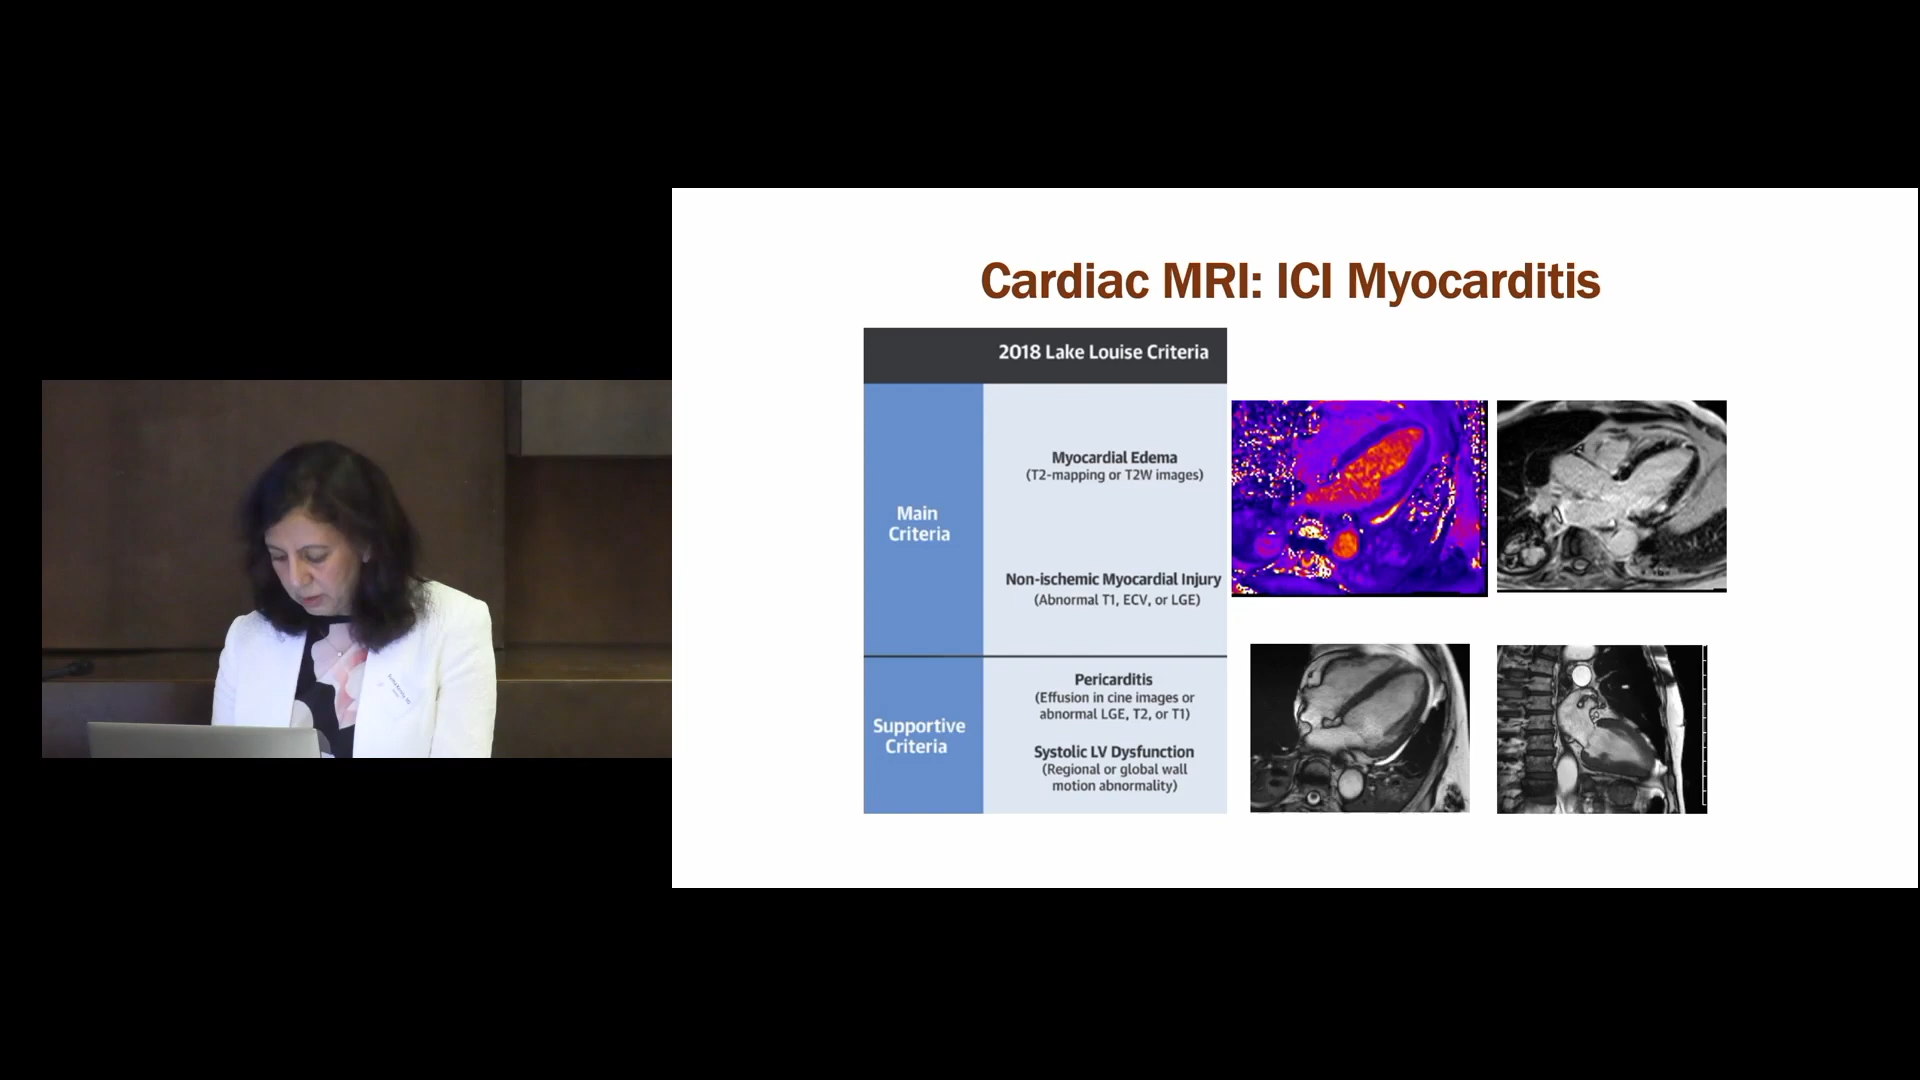 Cardiac MRI: ICI Myocarditis
2018 Lake Louise Criteria
Main
Criteria
Myocardial Edema
(T2-mapping or T2W images)
Non-ischemic Myocardial Injury
(Abnormal T1, ECV, or LGE)
Supportive
Criteria
Pericarditis
(Effusion in cine images or
abnormal LGE, T2, or T1)
Systolic LV Dysfunction
(Regional or global wall
motion abnormality)